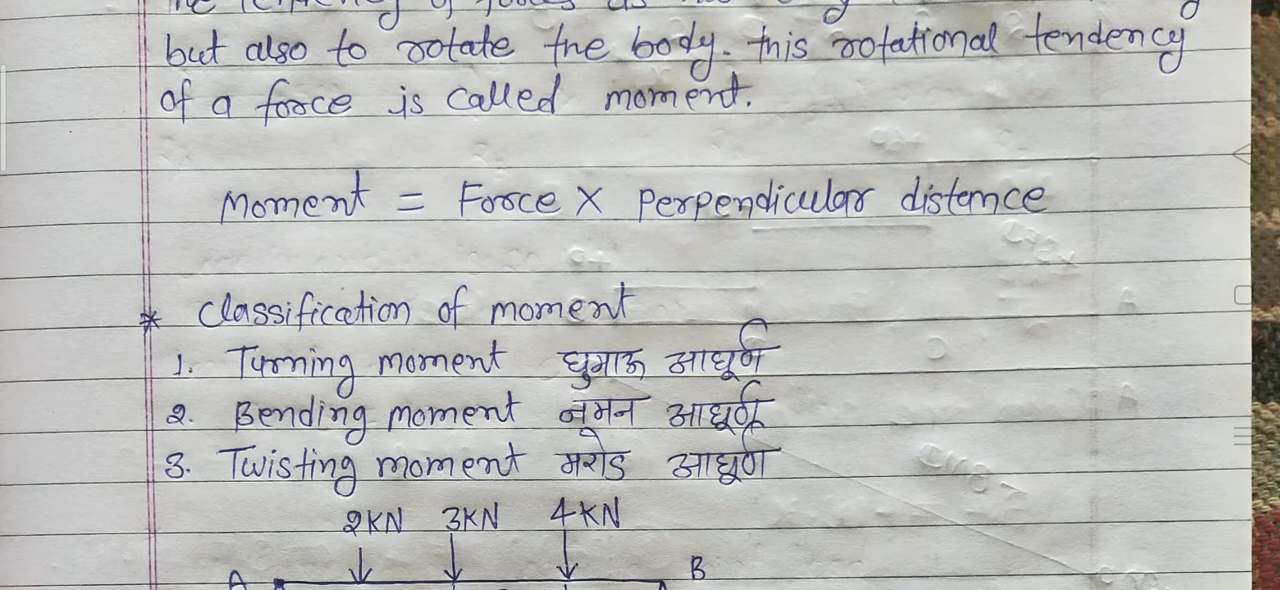 but also to rotate the body. this rotational tendency
of a force is called moment.
Moment = Force X Perpendicular distance
* Classification of moment
1. Turning moment घुमाऊ आघूर्ण
2. Bending moment नमन आघूर्ण
3. Twisting moment मरोड आघूर्ण
2KN 3KN 4KN
A B